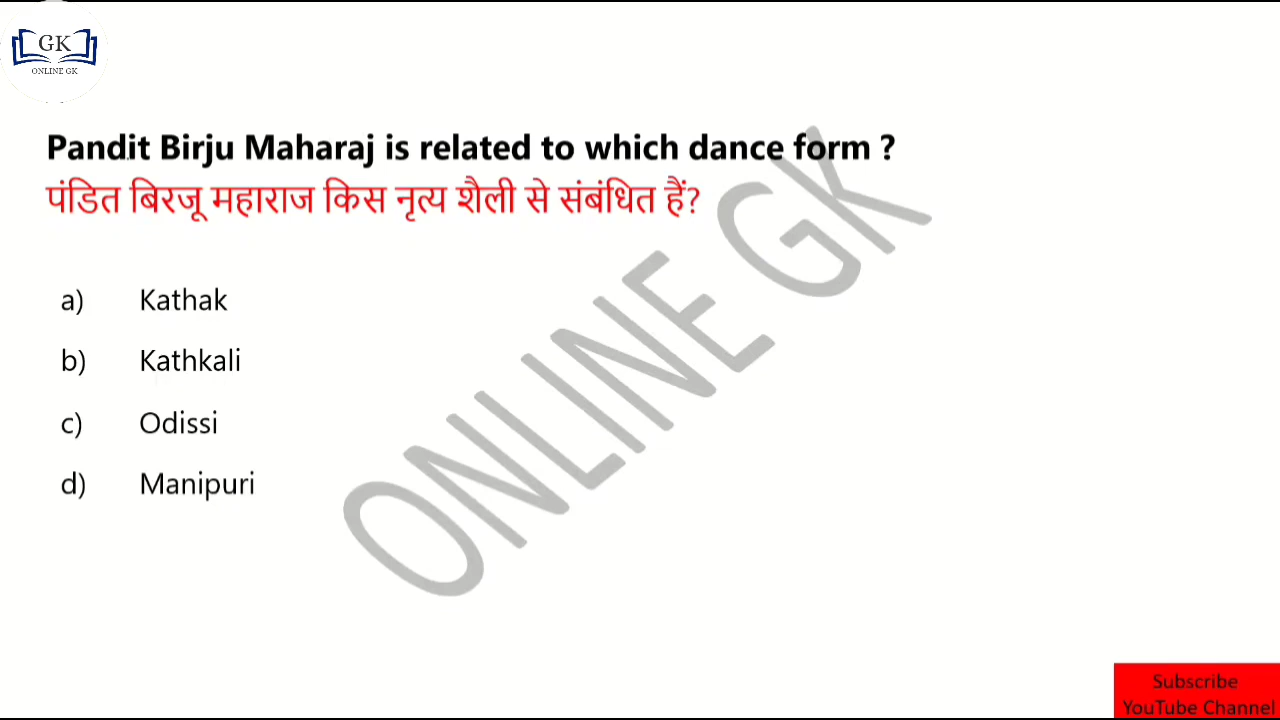 GK
ONLINE GK
Pandit Birju Maharaj is related to which dance form ?
पंडित बिरजू महाराज किस नृत्य शैली से संबंधित हैं?
a) Kathak
b) Kathkali
c) Odissi
d) Manipuri
ONLINE GK
Subscribe
YouTube Channel